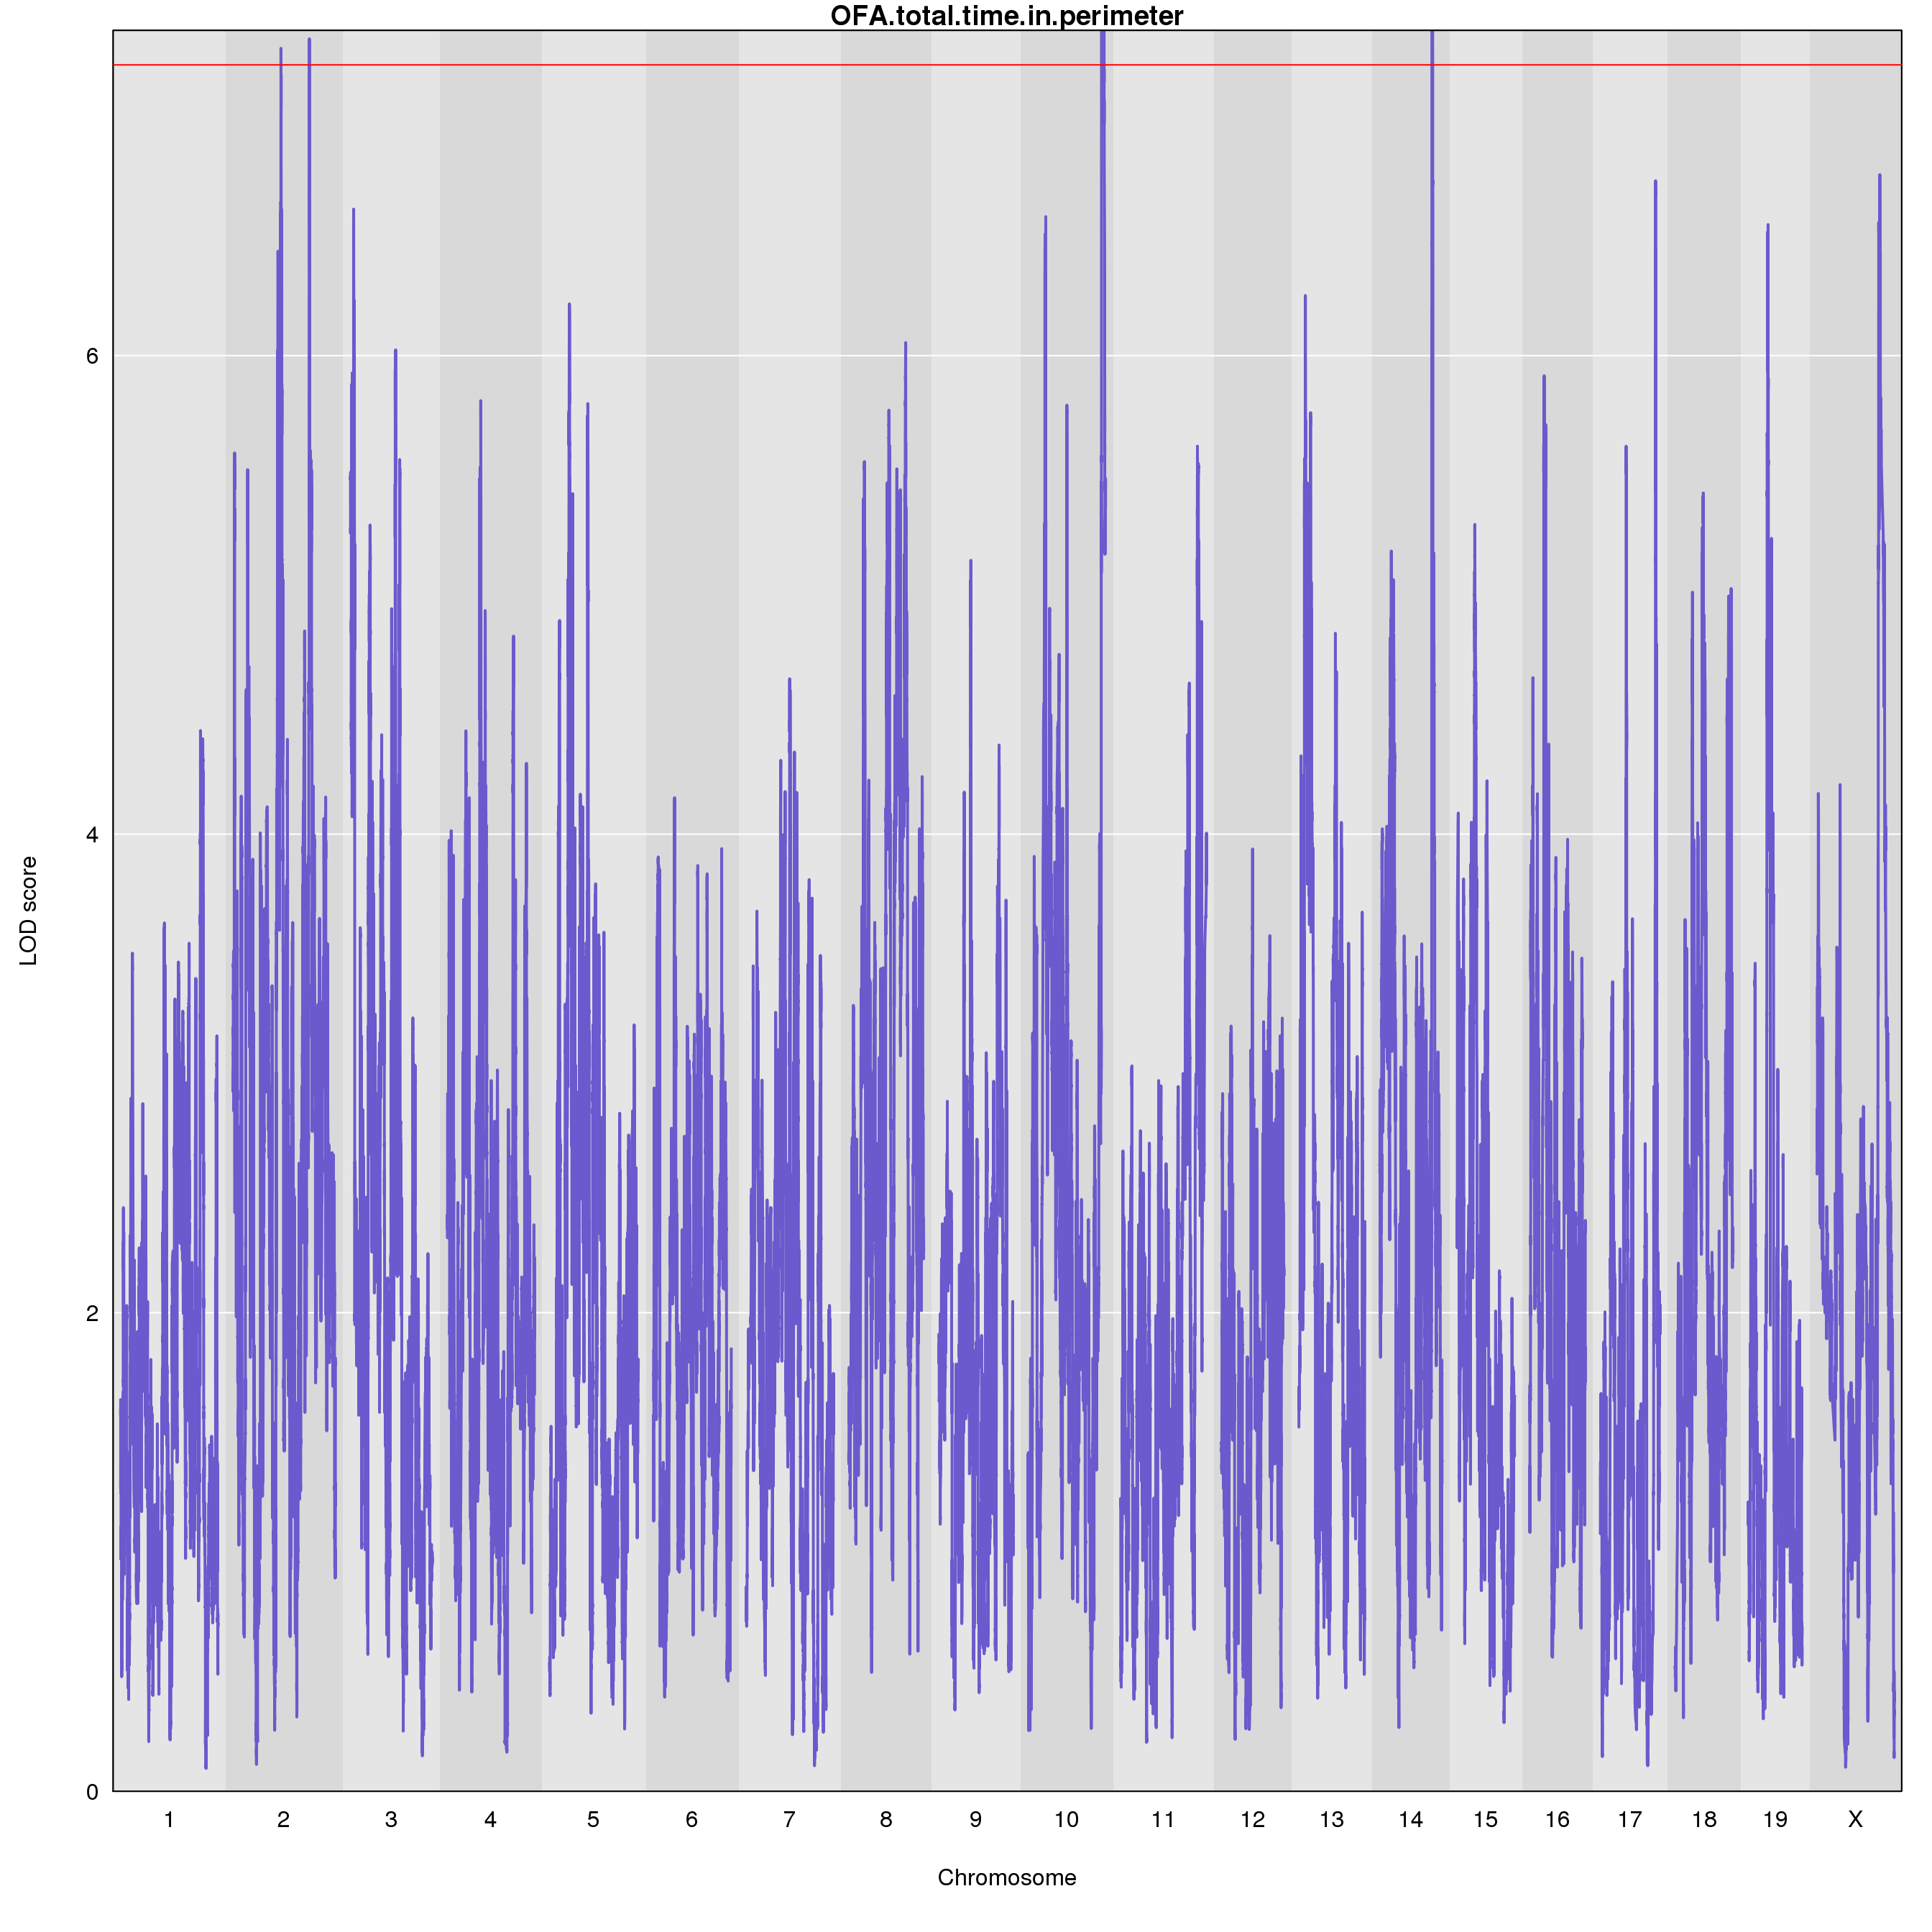 OFA.total.time.in.perimeter
LOD score
6
4
2
0
1 2 3 4 5 6 7 8 9 10 11 12 13 14 15 16 17 18 19 X
Chromosome